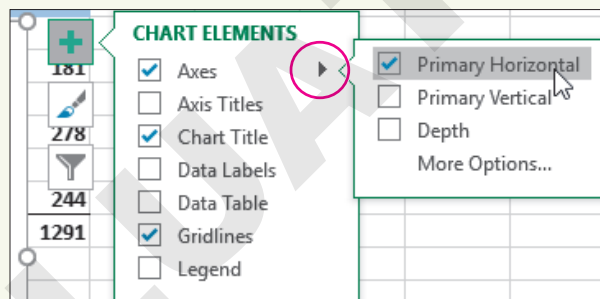 CHART ELEMENTS
Axes
Axis Titles
Chart Title
Data Labels
Data Table
Gridlines
Legend
Primary Horizontal
Primary Vertical
Depth
More Options...
181
278
244
1291